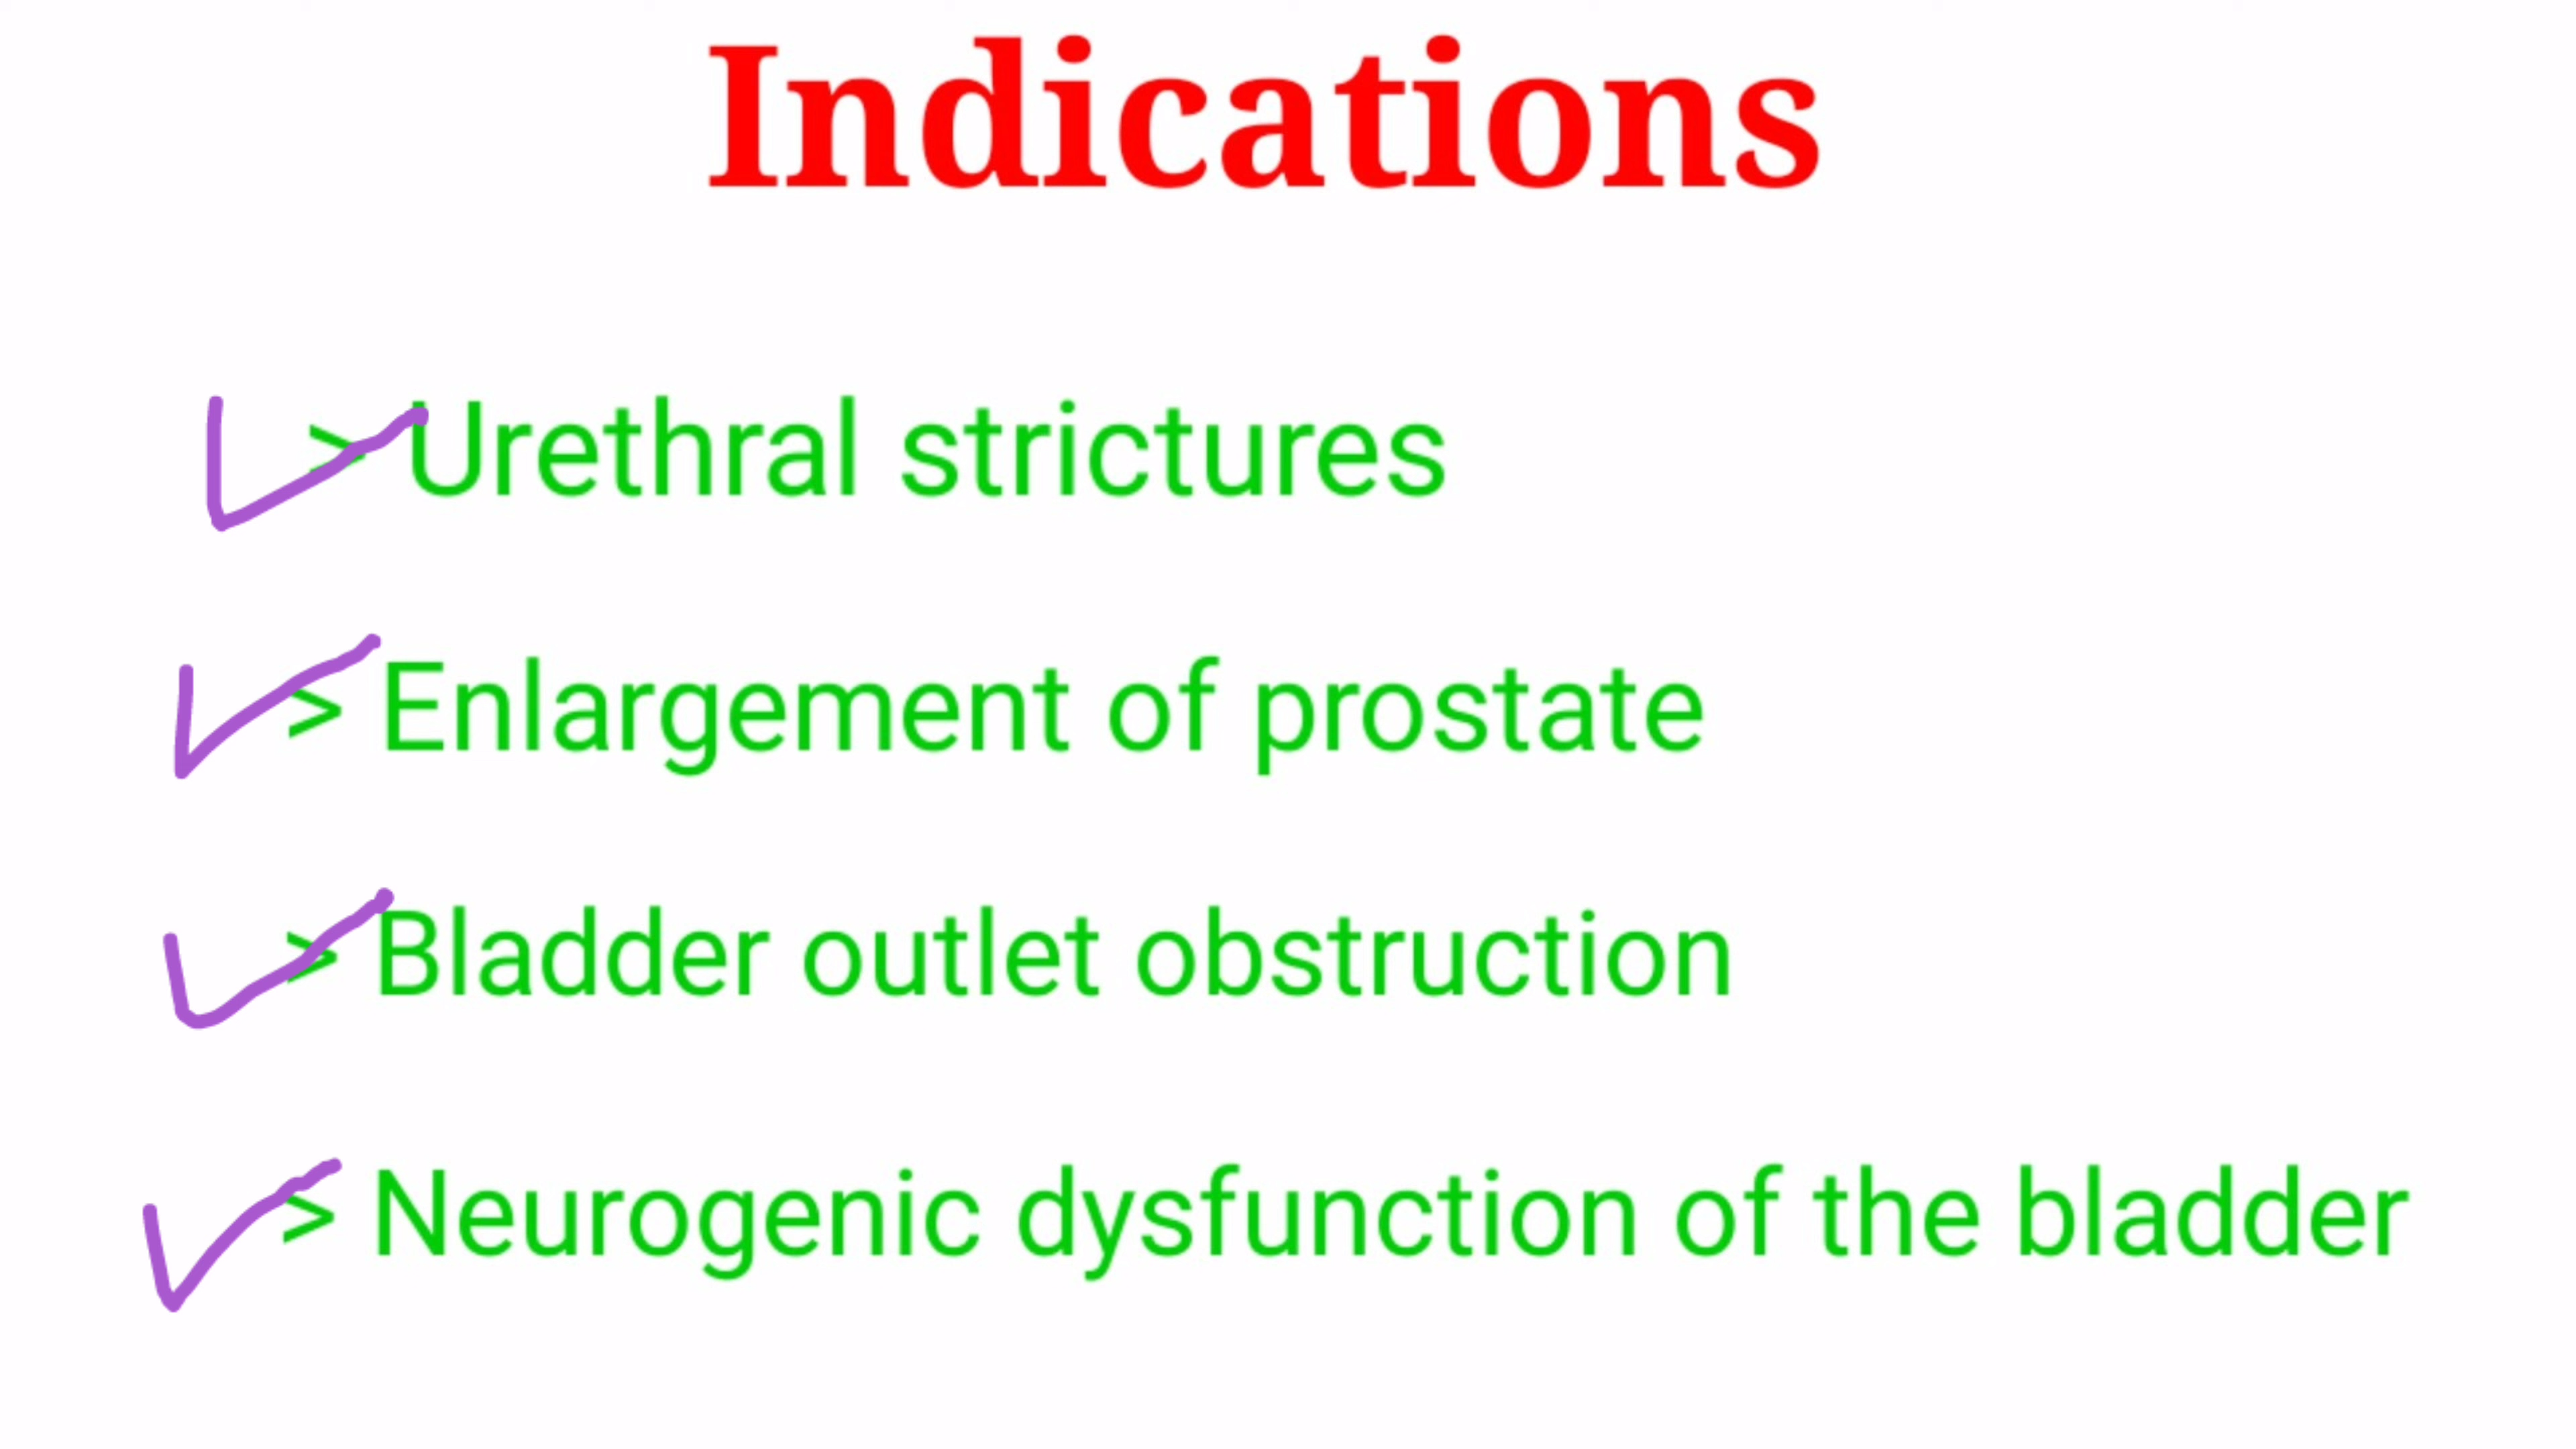 Indications
> Urethral strictures
> Enlargement of prostate
> Bladder outlet obstruction
> Neurogenic dysfunction of the bladder